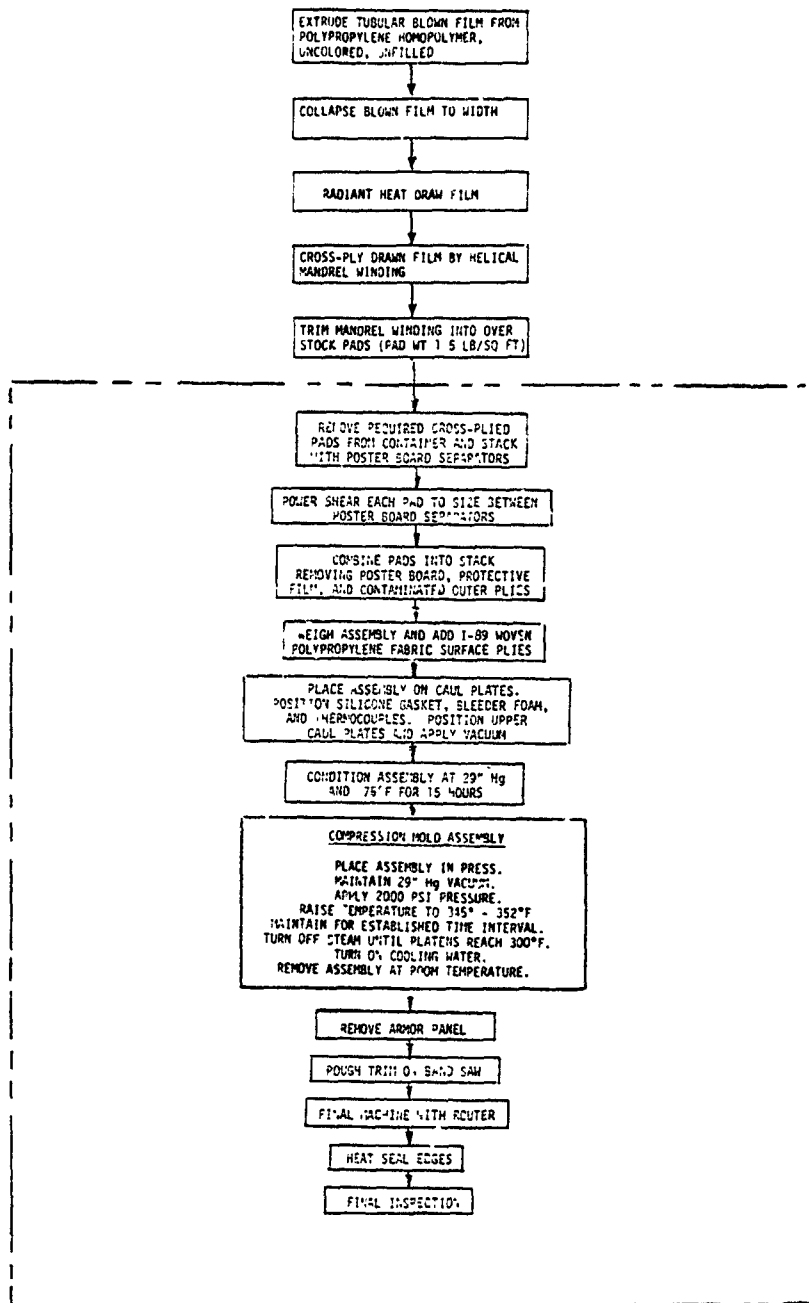 EXTRUDE TUBULAR BLOWN FILM FROM
POLYPROPYLENE HOMOPOLYMER,
UNCOLORED, UNFILLED
COLLAPSE BLOWN FILM TO WIDTH
RADIANT HEAT DRAW FILM
CROSS-PLY DRAWN FILM BY HELICAL
MANDREL WINDING
TRIM MANDREL WINDING INTO OVER
STOCK PADS (PAD WT 1 5 LB/SQ FT)
REMOVE REQUIRED CROSS-PLIED
PADS FROM CONTAINER AND STACK
WITH POSTER BOARD SEPARATORS
POWER SHEAR EACH PAD TO SIZE BETWEEN
POSTER BOARD SEPARATORS
COMBINE PADS INTO STACK
REMOVING POSTER BOARD, PROTECTIVE
FILM, AND CONTAMINATED OUTER PLIES
WEIGH ASSEMBLY AND ADD I-89 WOVEN
POLYPROPYLENE FABRIC SURFACE PLIES
PLACE ASSEMBLY ON CAUL PLATES.
POSITION SILICONE GASKET, BLEEDER FOAM,
AND THERMOCOUPLES. POSITION UPPER
CAUL PLATES AND APPLY VACUUM
CONDITION ASSEMBLY AT 29" Hg
AND 75°F FOR 15 HOURS
COMPRESSION MOLD ASSEMBLY
PLACE ASSEMBLY IN PRESS.
MAINTAIN 29" Hg VACUUM.
APPLY 2000 PSI PRESSURE.
RAISE TEMPERATURE TO 345° - 352°F
MAINTAIN FOR ESTABLISHED TIME INTERVAL.
TURN OFF STEAM UNTIL PLATENS REACH 300°F.
TURN ON COOLING WATER.
REMOVE ASSEMBLY AT ROOM TEMPERATURE.
REMOVE ARMOR PANEL
ROUGH TRIM ON BAND SAW
FINAL MACHINE WITH ROUTER
HEAT SEAL EDGES
FINAL INSPECTION